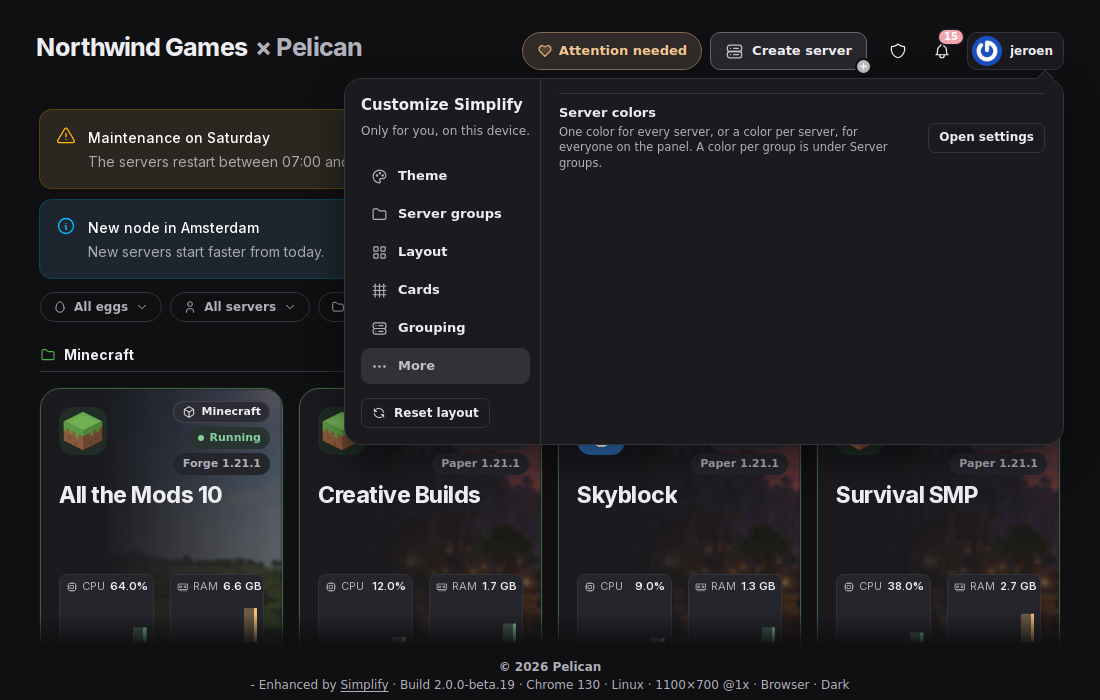 Northwind Games × Pelican
Attention needed
Create server
15
jeroen
Customize Simplify
Only for you, on this device.
Theme
Server groups
Layout
Cards
Grouping
More
Reset layout
Server colors
One color for every server, or a color per server, for
everyone on the panel. A color per group is under Server
groups.
Open settings
Maintenance on Saturday
The servers restart between 07:00 and
New node in Amsterdam
New servers start faster from today.
All eggs
All servers
Minecraft
Minecraft
Running
Forge 1.21.1
All the Mods 10
CPU 64.0%
RAM 6.6 GB
Paper 1.21.1
Creative Builds
CPU 12.0%
RAM 1.7 GB
Paper 1.21.1
Skyblock
CPU 9.0%
RAM 1.3 GB
Paper 1.21.1
Survival SMP
CPU 38.0%
RAM 2.7 GB
© 2026 Pelican
- Enhanced by Simplify · Build 2.0.0-beta.19 · Chrome 130 · Linux · 1100×700 @1x · Browser · Dark